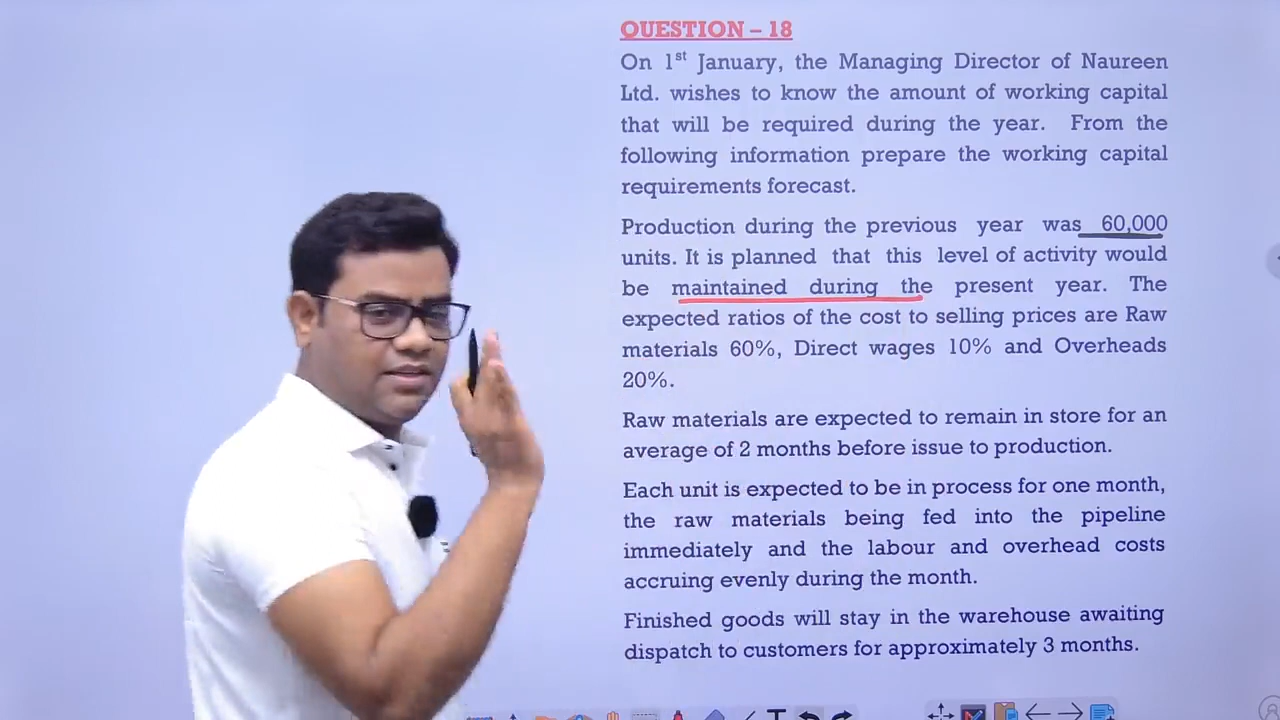 QUESTION – 18
On 1st January, the Managing Director of Naureen
Ltd. wishes to know the amount of working capital
that will be required during the year. From the
following information prepare the working capital
requirements forecast.
Production during the previous year was 60,000
units. It is planned that this level of activity would
be maintained during the present year. The
expected ratios of the cost to selling prices are Raw
materials 60%, Direct wages 10% and Overheads
20%.
Raw materials are expected to remain in store for an
average of 2 months before issue to production.
Each unit is expected to be in process for one month,
the raw materials being fed into the pipeline
immediately and the labour and overhead costs
accruing evenly during the month.
Finished goods will stay in the warehouse awaiting
dispatch to customers for approximately 3 months.